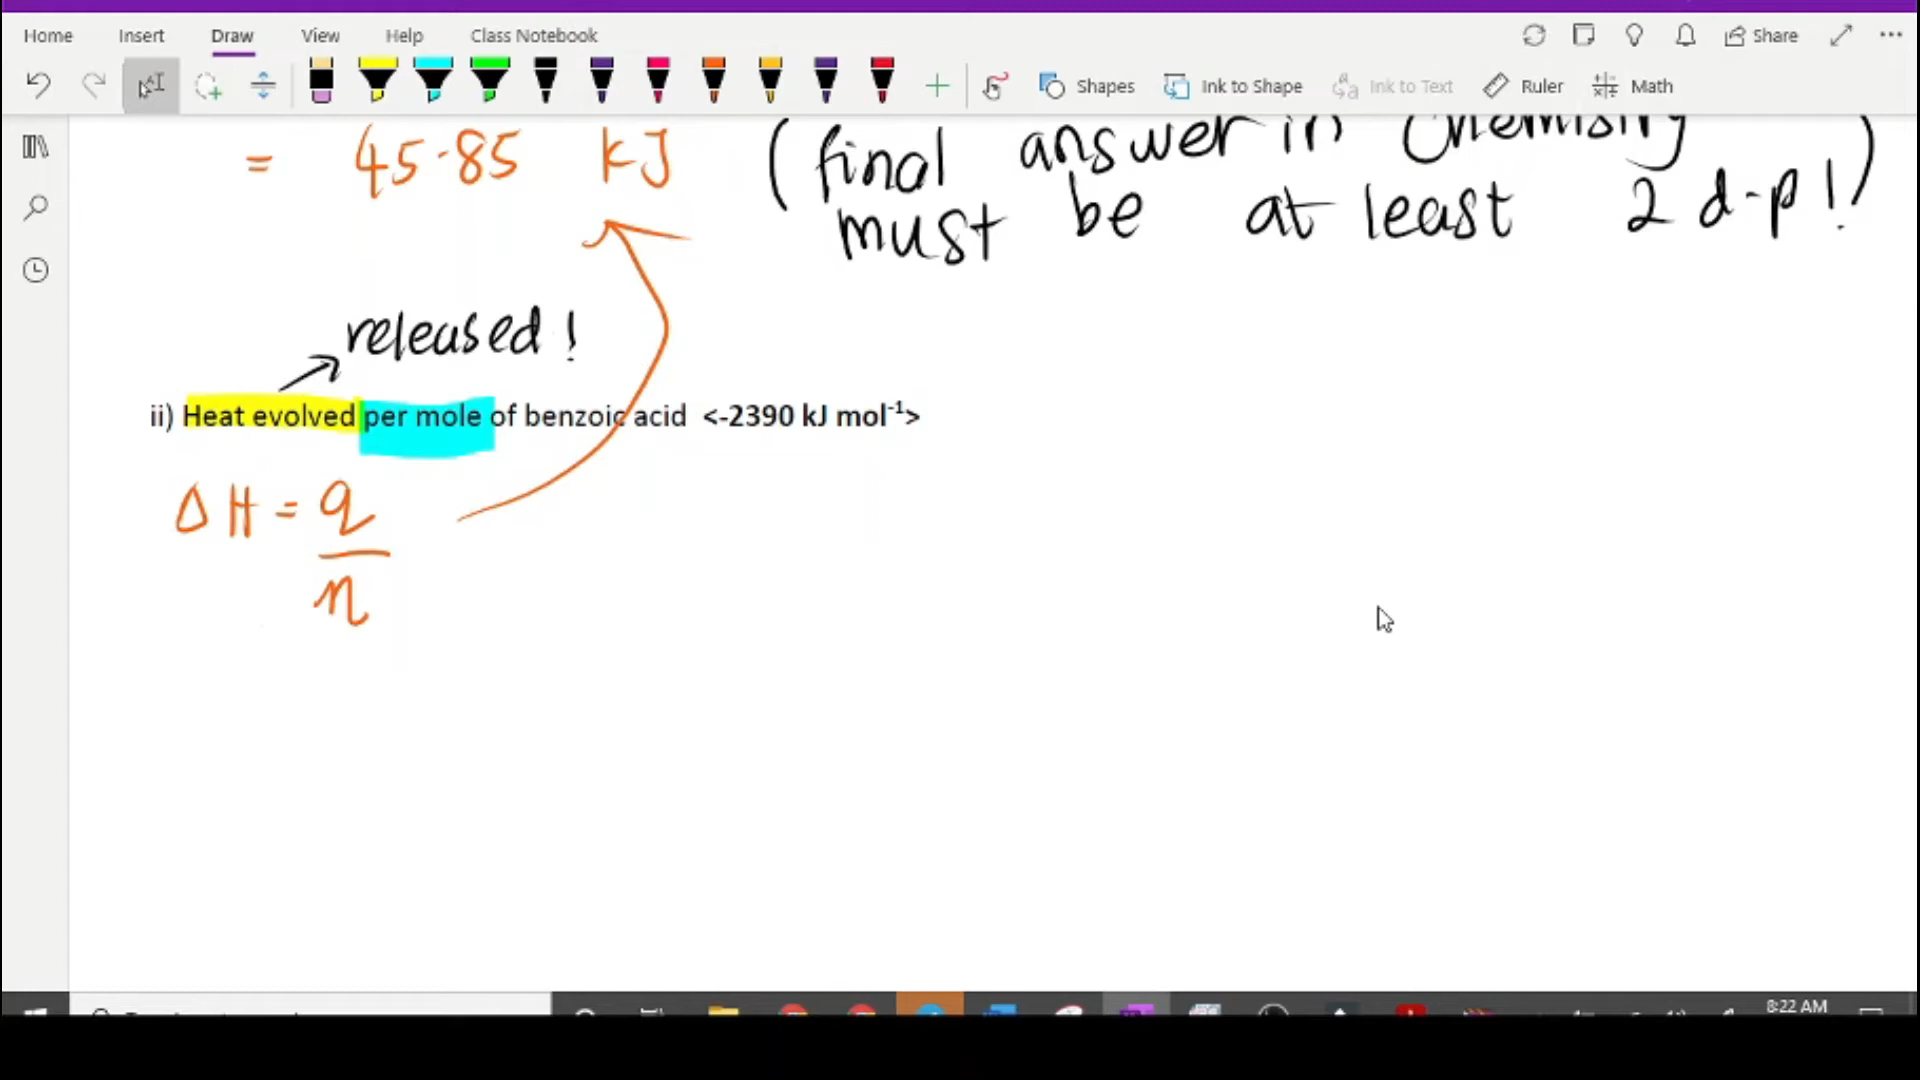 Home Insert Draw View Help Class Notebook Share
Shapes Ink to Shape Ink to Text Ruler Math
= 45.85 kJ (final answer in Chemistry
must be at least 2 d.p!)
released!
ii) Heat evolved per mole of benzoic acid <-2390 kJ mol⁻¹>
ΔH = q
n
8:22 AM